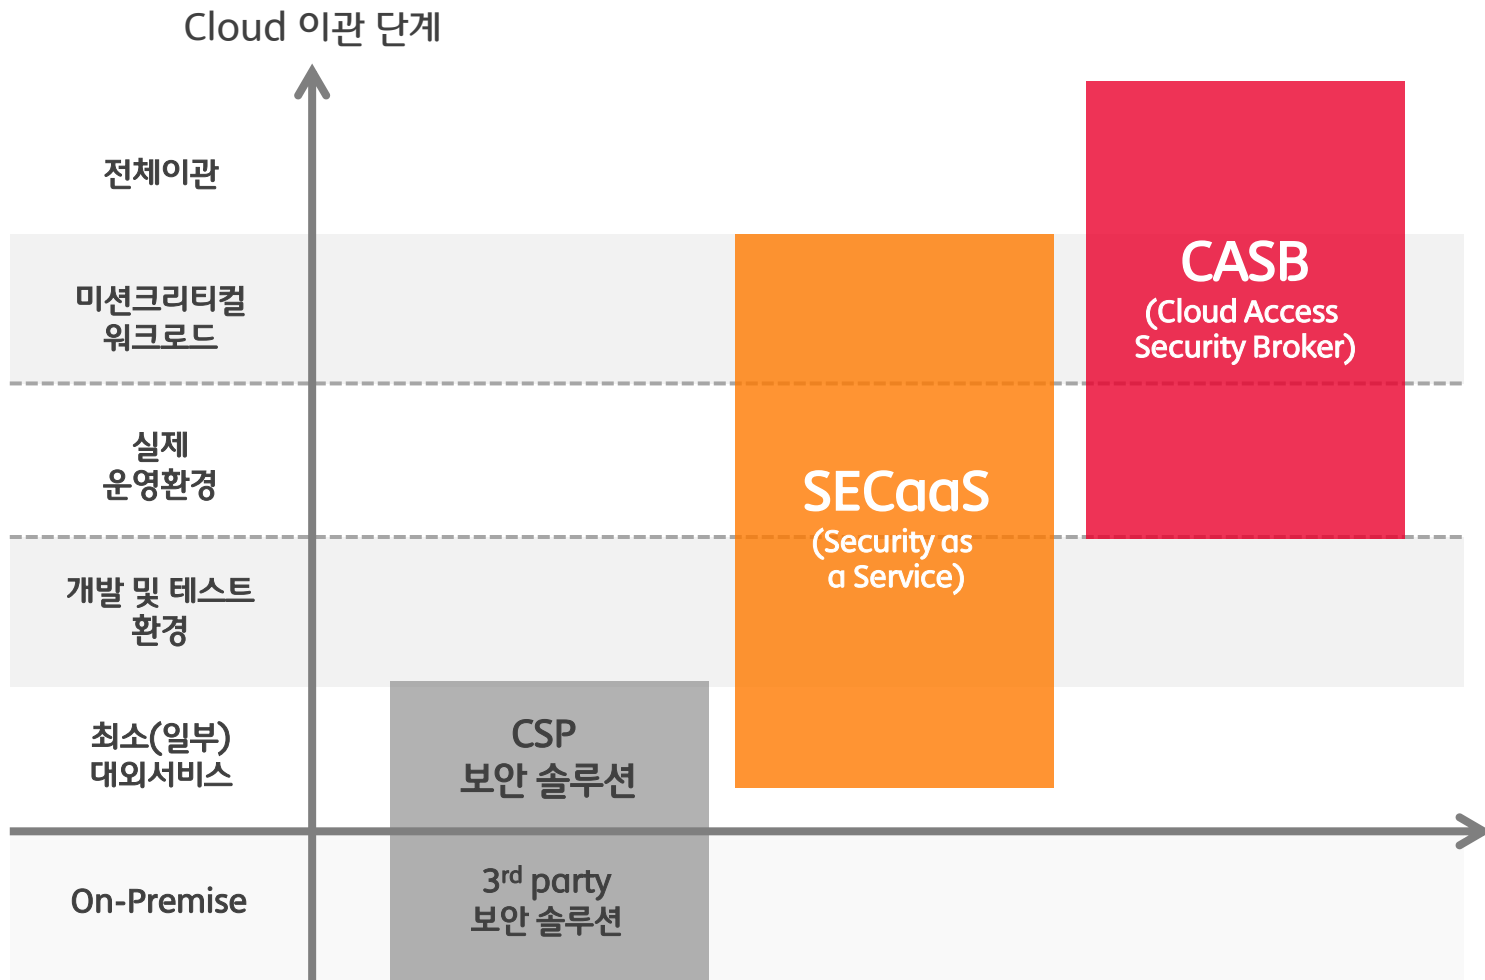 Cloud 이관 단계
전체이관
미션크리티컬
워크로드
실제
운영환경
개발 및 테스트
환경
최소(일부)
대외서비스
On-Premise
CSP
보안 솔루션
3rd party
보안 솔루션
SECaaS
(Security as
a Service)
CASB
(Cloud Access
Security Broker)